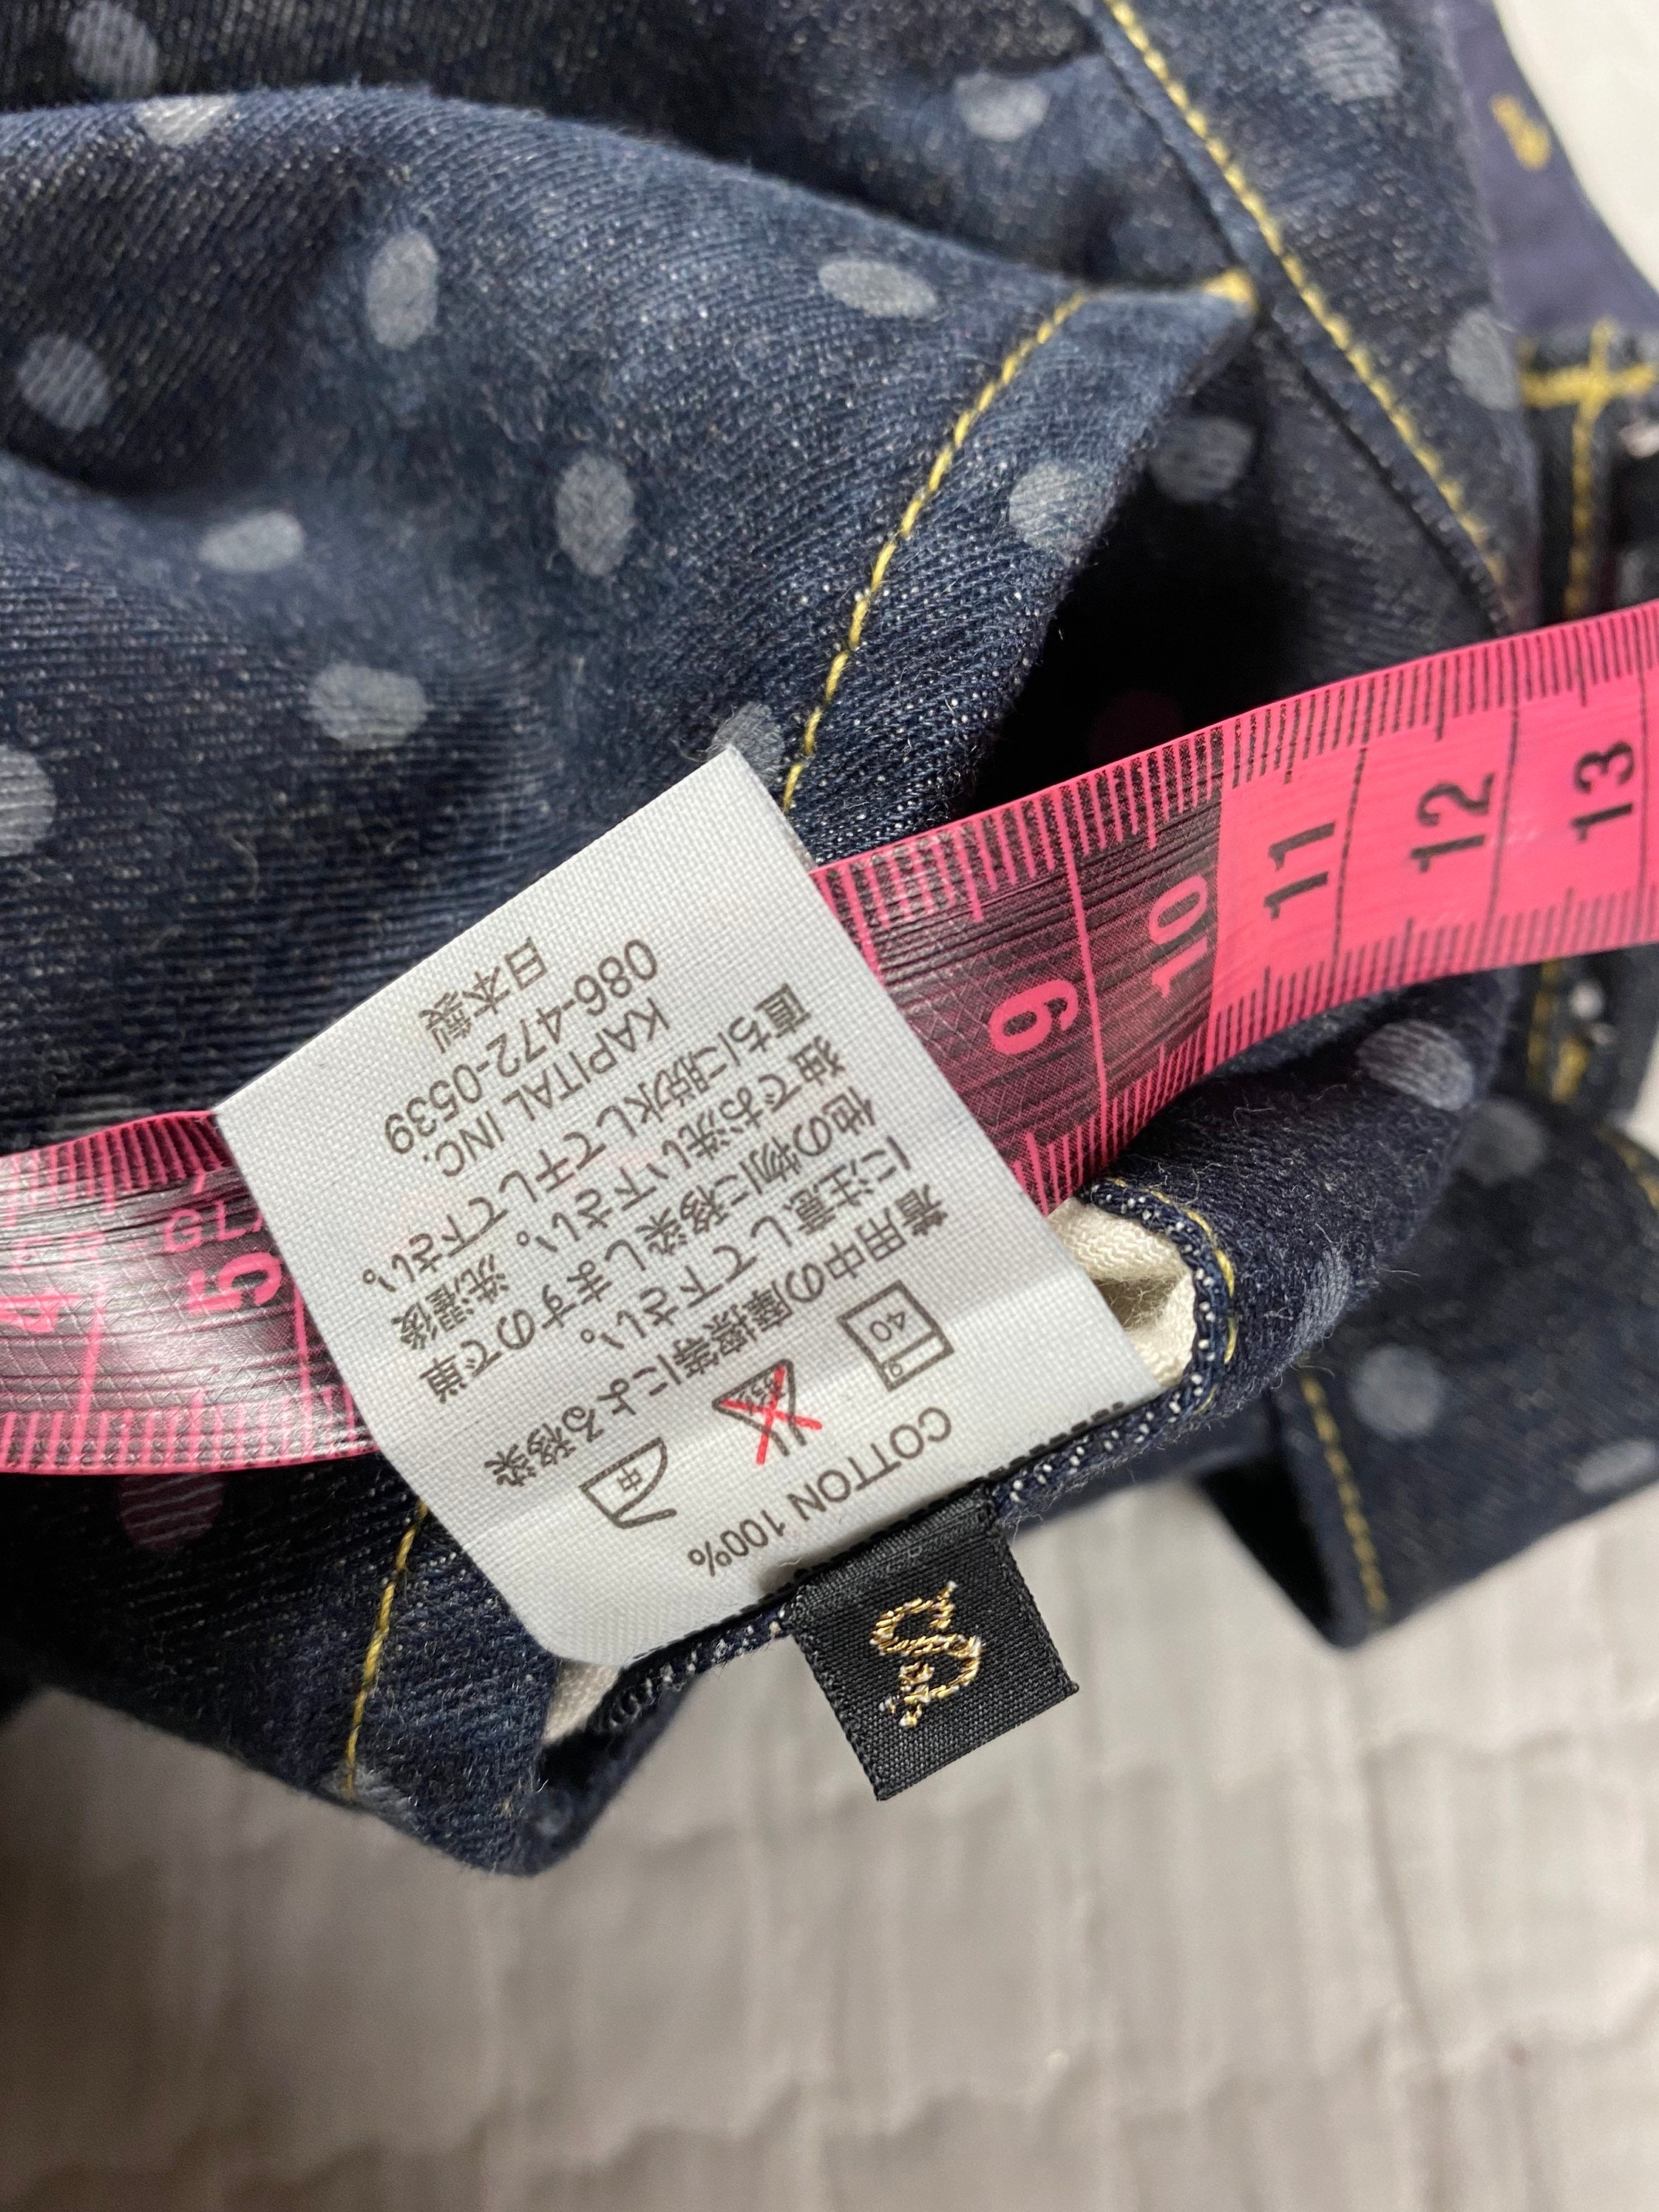 COTTON 100%
40
中
着用中の摩擦等による移染
に注意して下さい。
他の物に移染しますので単
独でお洗い下さい。洗濯後
直ちに脱水して干して下さい。
KAPITAL INC.
086-472-0539
日本製
S
4
5
9
10
11
12
13